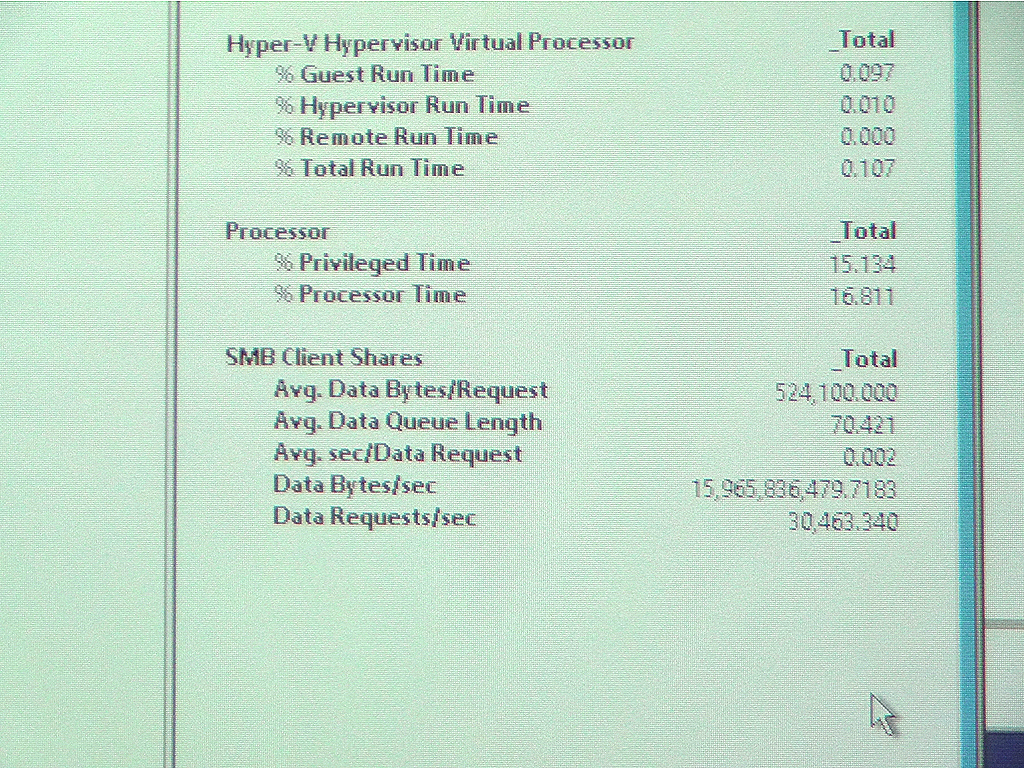 Hyper-V Hypervisor Virtual Processor _Total
% Guest Run Time 0.097
% Hypervisor Run Time 0.010
% Remote Run Time 0.000
% Total Run Time 0.107
Processor _Total
% Privileged Time 15.134
% Processor Time 16.811
SMB Client Shares _Total
Avg. Data Bytes/Request 524,100.000
Avg. Data Queue Length 70.421
Avg. sec/Data Request 0.002
Data Bytes/sec 15,965,836,479.7183
Data Requests/sec 30,463.340